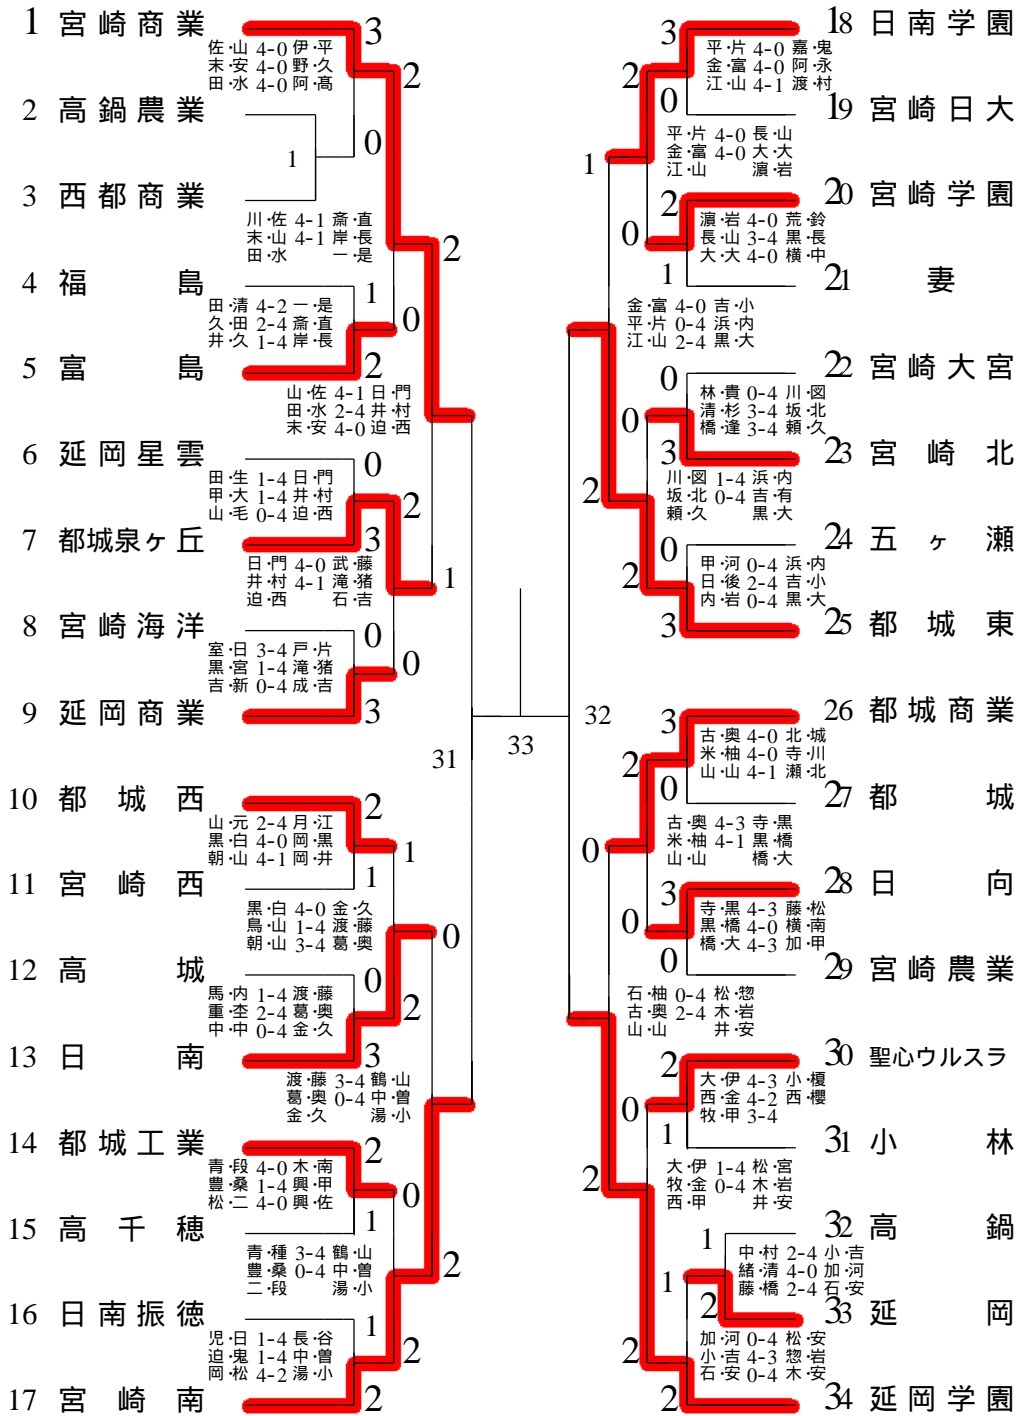 1 宮崎商業
3
佐·山 4-0 伊·平
末·安 4-0 野·久
田·水 4-0 阿·髙
2
2 高鍋農業
0
1
3 西都商業
川·佐 4-1 斎·直
末·山 4-1 岸·長
田·水 一·是
2
4 福島
1
田·清 4-2 一·是
久·田 2-4 斎·直
井·久 1-4 岸·長
0
5 富島
2
山·佐 4-1 日·門
田·水 2-4 井·村
末·安 4-0 迫·西
6 延岡星雲
0
田·生 1-4 日·門
甲·大 1-4 井·村
山·毛 0-4 迫·西
2
7 都城泉ヶ丘
3
日·門 4-0 武·藤
井·村 4-1 滝·猪
迫·西 石·吉
1
8 宮崎海洋
0
室·日 3-4 戸·片
黒·宮 1-4 滝·猪
吉·新 0-4 成·吉
0
9 延岡商業
3
31
33
32
10 都城西
2
山·元 2-4 月·江
黒·白 4-0 岡·黒
朝·山 4-1 岡·井
1
11 宮崎西
1
黒·白 4-0 金·久
鳥·山 1-4 渡·藤
朝·山 3-4 葛·奥
0
12 高城
0
馬·内 1-4 渡·藤
重·李 2-4 葛·奥
中·中 0-4 金·久
2
13 日南
3
渡·藤 3-4 鶴·山
葛·奥 0-4 中·曽
金·久 湯·小
14 都城工業
2
青·段 4-0 木·南
豊·桑 1-4 興·甲
松·二 4-0 興·佐
0
15 高千穂
1
青·種 3-4 鶴·山
豊·桑 0-4 中·曽
二·段 湯·小
2
16 日南振徳
1
児·日 1-4 長·谷
迫·鬼 1-4 中·曽
岡·松 4-2 湯·小
2
17 宮崎南
2
18 日南学園
3
平·片 4-0 嘉·鬼
金·富 4-0 阿·永
江·山 4-1 渡·村
2
19 宮崎日大
0
平·片 4-0 長·山
金·富 4-0 大·大
江·山 濵·岩
1
20 宮崎学園
2
濵·岩 4-0 荒·鈴
長·山 3-4 黒·長
大·大 4-0 横·中
0
21 妻
1
金·富 4-0 吉·小
平·片 0-4 浜·内
江·山 2-4 黒·大
22 宮崎大宮
0
林·貴 0-4 川·図
清·杉 3-4 坂·北
橋·逢 3-4 頼·久
0
23 宮崎北
3
川·図 1-4 浜·内
坂·北 0-4 吉·有
頼·久 黒·大
2
24 五ヶ瀬
0
甲·河 0-4 浜·内
日·後 2-4 吉·小
内·岩 0-4 黒·大
2
25 都城東
3
26 都城商業
3
古·奥 4-0 北·城
米·柚 4-0 寺·川
山·山 4-1 瀬·北
2
27 都城
0
古·奥 4-3 寺·黒
米·柚 4-1 黒·橋
山·山 橋·大
0
28 日向
3
寺·黒 4-3 藤·松
黒·橋 4-0 横·南
橋·大 4-3 加·甲
0
29 宮崎農業
0
石·柚 0-4 松·惣
古·奥 2-4 木·岩
山·山 井·安
30 聖心ウルスラ
2
大·伊 4-3 小·榎
西·金 4-2 西·櫻
牧·甲 3-4
0
31 小林
1
大·伊 1-4 松·宮
牧·金 0-4 木·岩
西·甲 井·安
2
32 高鍋
1
中·村 2-4 小·吉
緒·清 4-0 加·河
藤·橋 2-4 石·安
1
33 延岡
2
加·河 0-4 松·安
小·吉 4-3 惣·岩
石·安 0-4 木·安
2
34 延岡学園
2